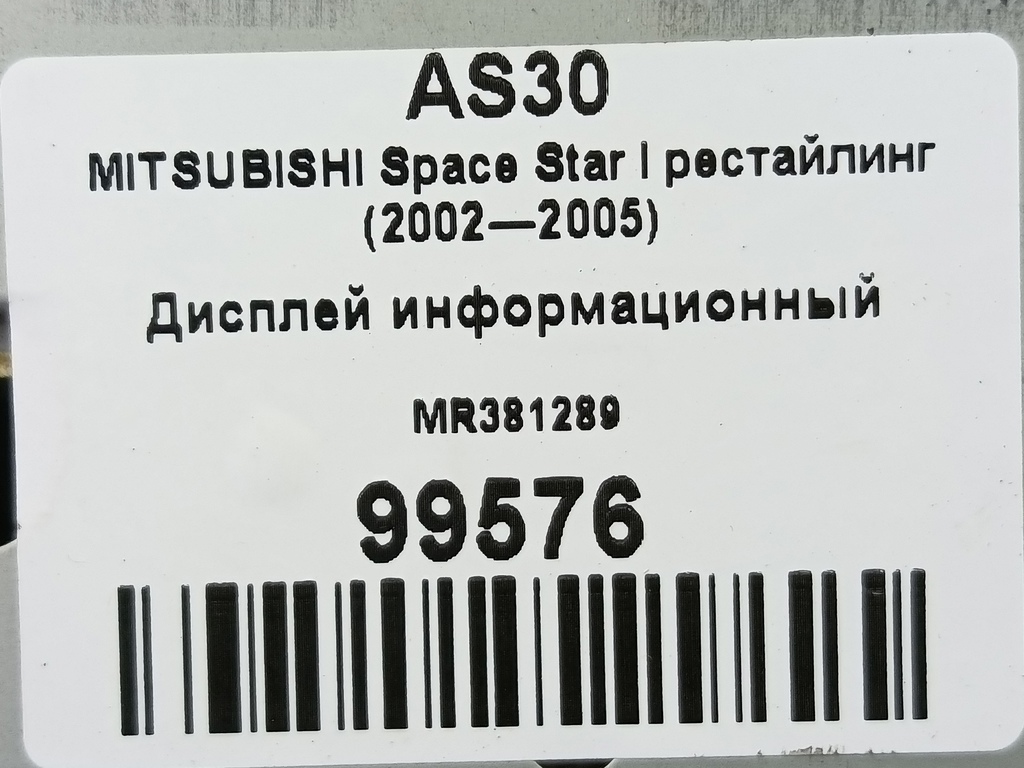 AS30
MITSUBISHI Space Star I рестайлинг
(2002—2005)
Дисплей информационный
MR381289
99576